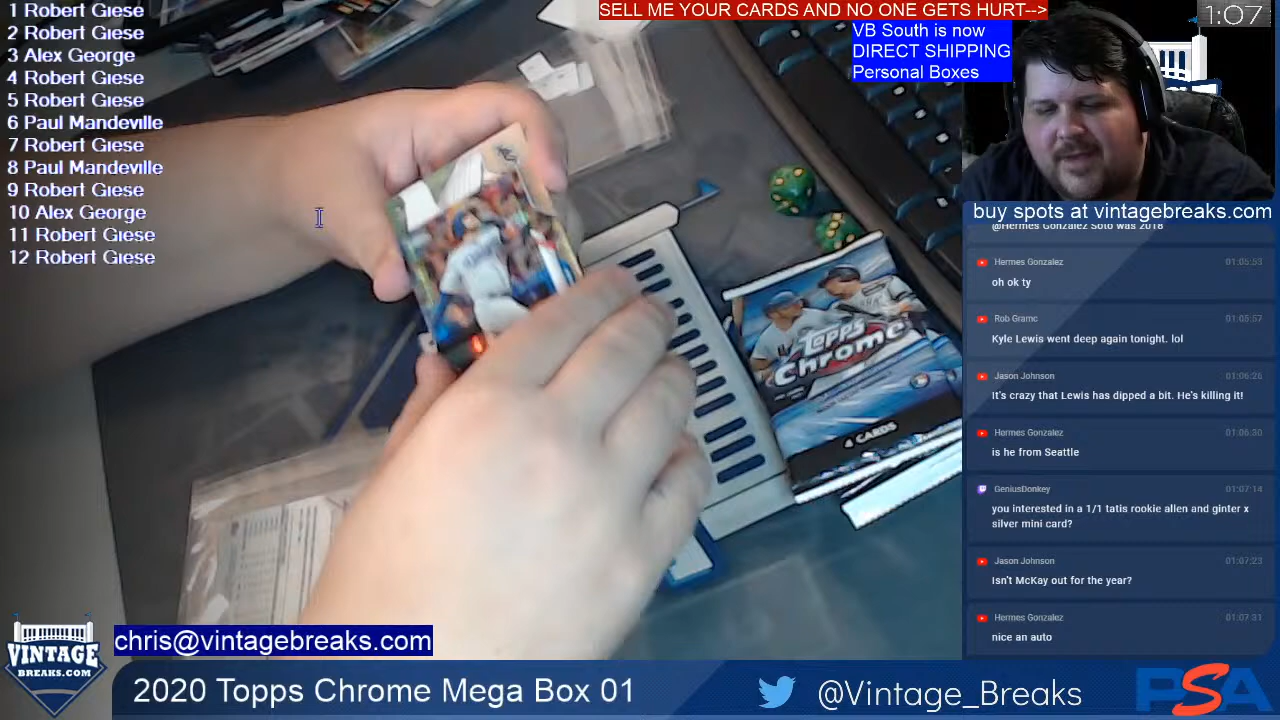 1 Robert Giese
2 Robert Giese
3 Alex George
4 Robert Giese
5 Robert Giese
6 Paul Mandeville
7 Robert Giese
8 Paul Mandeville
9 Robert Giese
10 Alex George
11 Robert Giese
12 Robert Giese
SELL ME YOUR CARDS AND NO ONE GETS HURT-->
VB South is now
DIRECT SHIPPING
Personal Boxes
1:07
buy spots at vintagebreaks.com
@Hermes Gonzalez Soto was 2018
Hermes Gonzalez 01:05:53
oh ok ty
Rob Gramc 01:05:57
Kyle Lewis went deep again tonight. lol
Jason Johnson 01:06:26
It's crazy that Lewis has dipped a bit. He's killing it!
Hermes Gonzalez 01:06:30
is he from Seattle
GeniusDonkey 01:07:14
you interested in a 1/1 tatis rookie allen and ginter x
silver mini card?
Jason Johnson 01:07:23
Isn't McKay out for the year?
Hermes Gonzalez 01:07:31
nice an auto
Topps
Chrome
4 CARDS
VINTAGE
BREAKS.COM
chris@vintagebreaks.com
2020 Topps Chrome Mega Box 01
@Vintage_Breaks
PSA